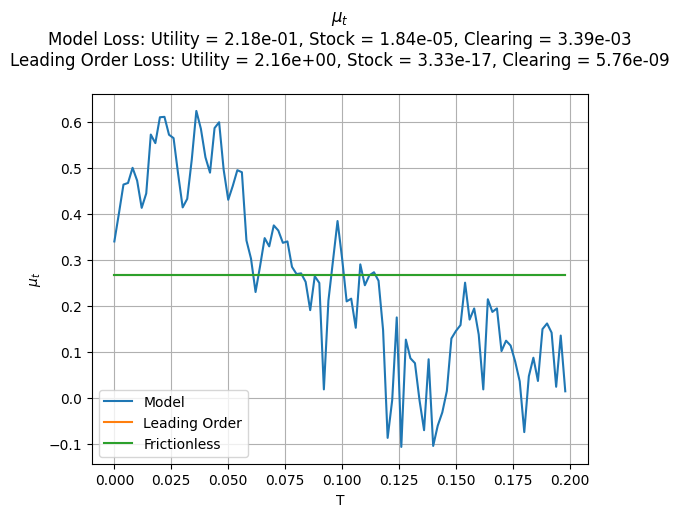 μₜ
Model Loss: Utility = 2.18e-01, Stock = 1.84e-05, Clearing = 3.39e-03
Leading Order Loss: Utility = 2.16e+00, Stock = 3.33e-17, Clearing = 5.76e-09
0.6
0.5
0.4
0.3
0.2
0.1
0.0
−0.1
μₜ
Model
Leading Order
Frictionless
0.000 0.025 0.050 0.075 0.100 0.125 0.150 0.175 0.200
T